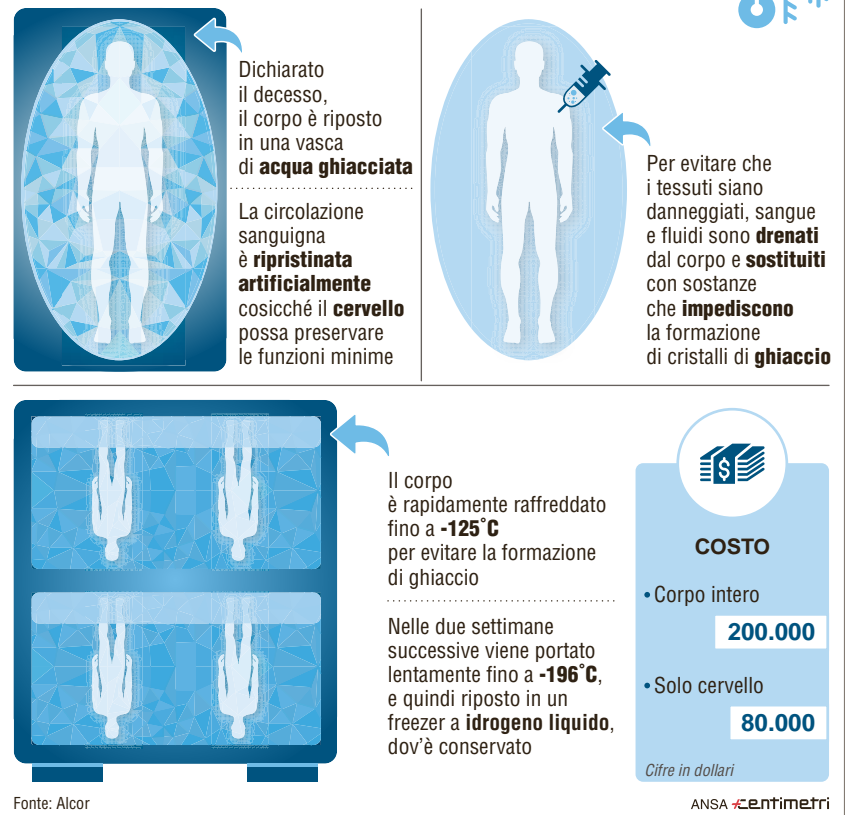 Dichiarato
il decesso,
il corpo è riposto
in una vasca
di acqua ghiacciata
La circolazione
sanguigna
è ripristinata
artificialmente
cosicché il cervello
possa preservare
le funzioni minime
Per evitare che
i tessuti siano
danneggiati, sangue
e fluidi sono drenati
dal corpo e sostituiti
con sostanze
che impediscono
la formazione
di cristalli di ghiaccio
Il corpo
è rapidamente raffreddato
fino a -125°C
per evitare la formazione
di ghiaccio
Nelle due settimane
successive viene portato
lentamente fino a -196°C,
e quindi riposto in un
freezer a idrogeno liquido,
dov'è conservato
$
COSTO
• Corpo intero
200.000
• Solo cervello
80.000
Cifre in dollari
Fonte: Alcor
ANSA centimetri